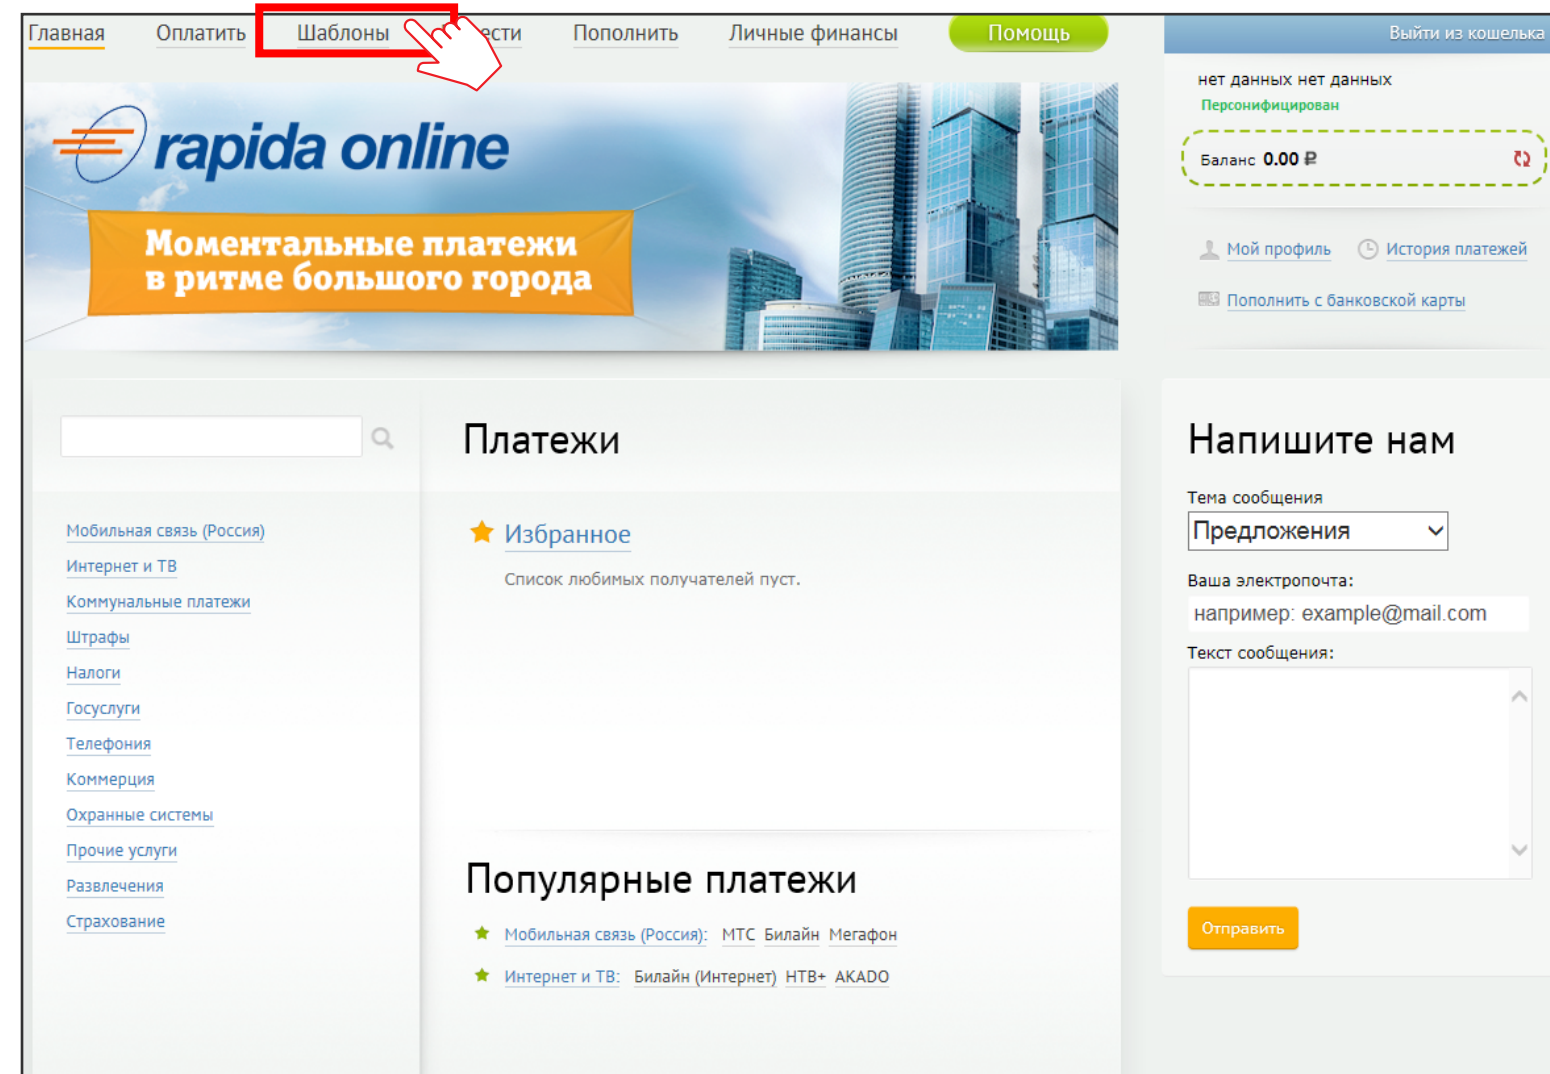 Главная Оплатить Шаблоны ести Пополнить Личные финансы Помощь
Выйти из кошелька
нет данных нет данных
Персонифицирован
Баланс 0.00 ₽
Мой профиль История платежей
Пополнить с банковской карты
rapida online
Моментальные платежи
в ритме большого города
Платежи
Избранное
Список любимых получателей пуст.
Мобильная связь (Россия)
Интернет и ТВ
Коммунальные платежи
Штрафы
Налоги
Госуслуги
Телефония
Коммерция
Охранные системы
Прочие услуги
Развлечения
Страхование
Популярные платежи
Мобильная связь (Россия): МТС Билайн Мегафон
Интернет и ТВ: Билайн (Интернет) НТВ+ AKADO
Напишите нам
Тема сообщения
Предложения
Ваша электропочта:
например: example@mail.com
Текст сообщения:
Отправить